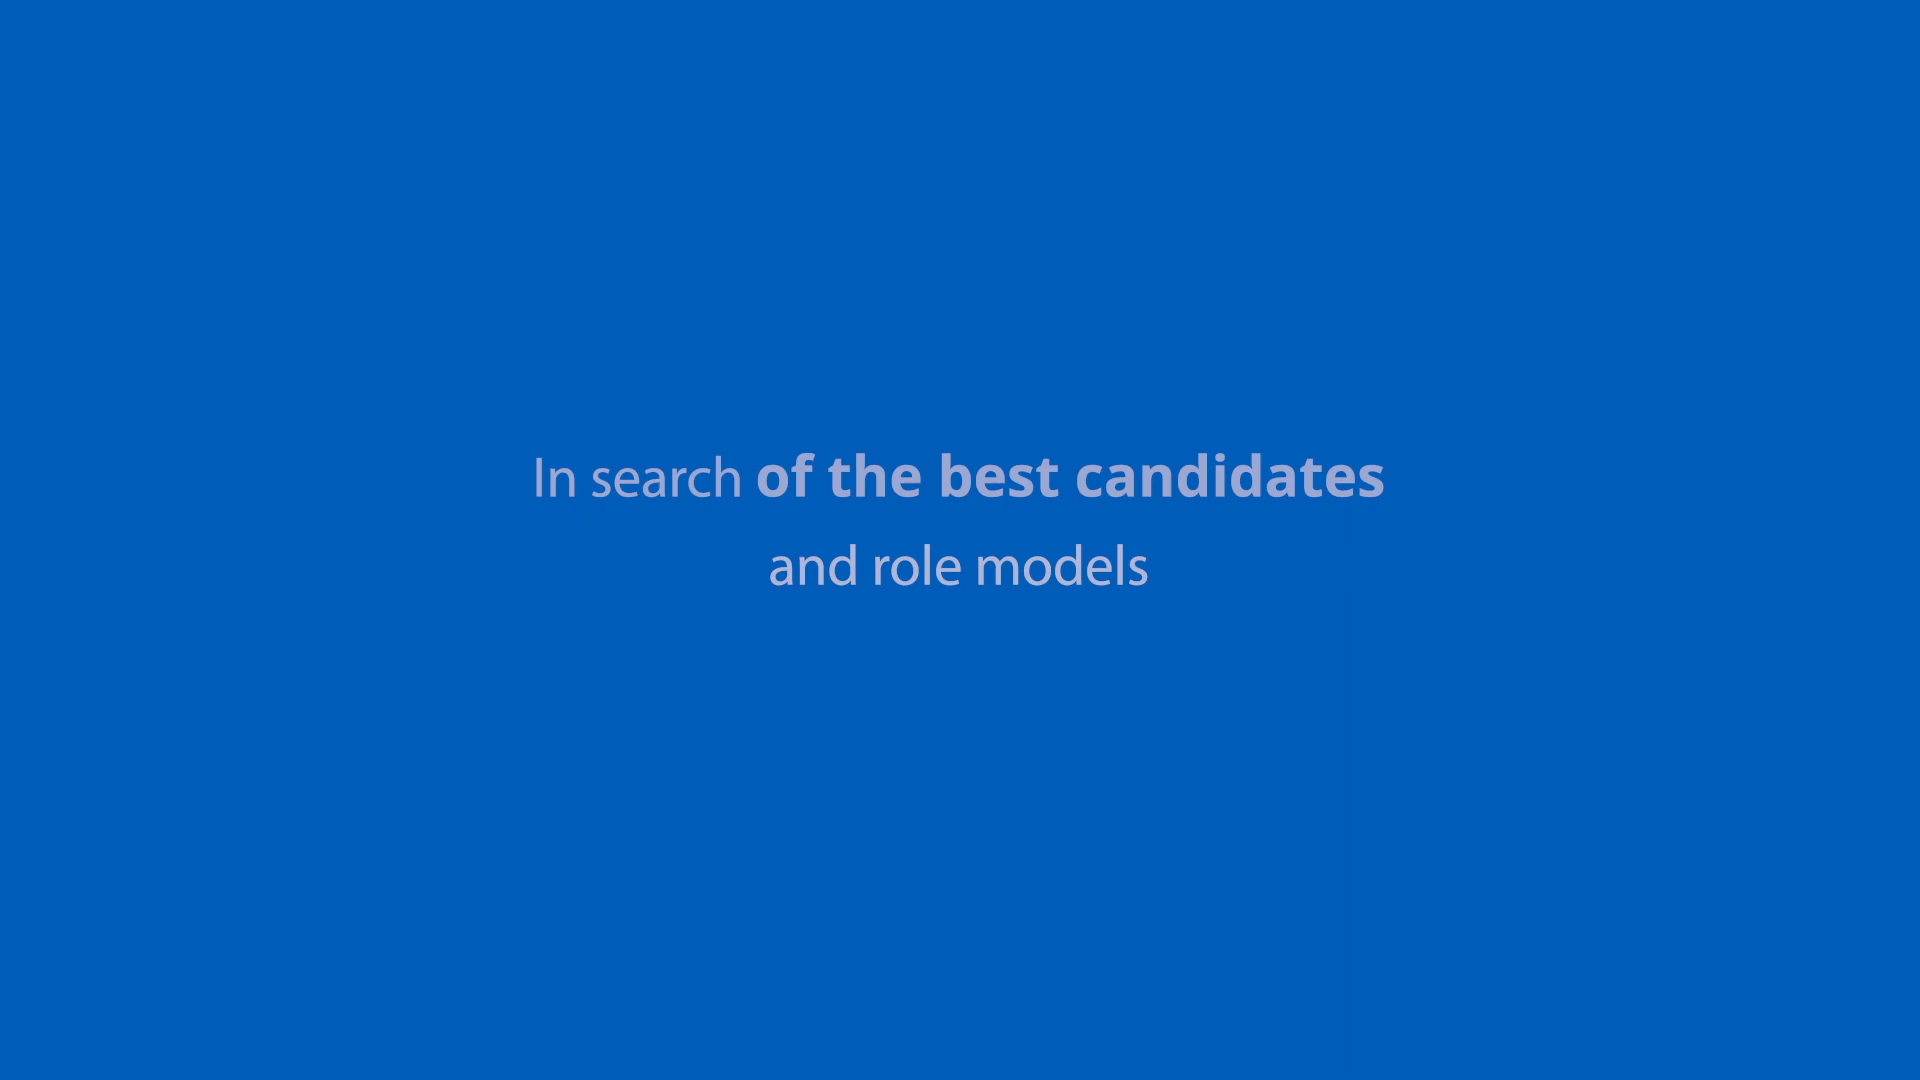 In search of the best candidates
and role models